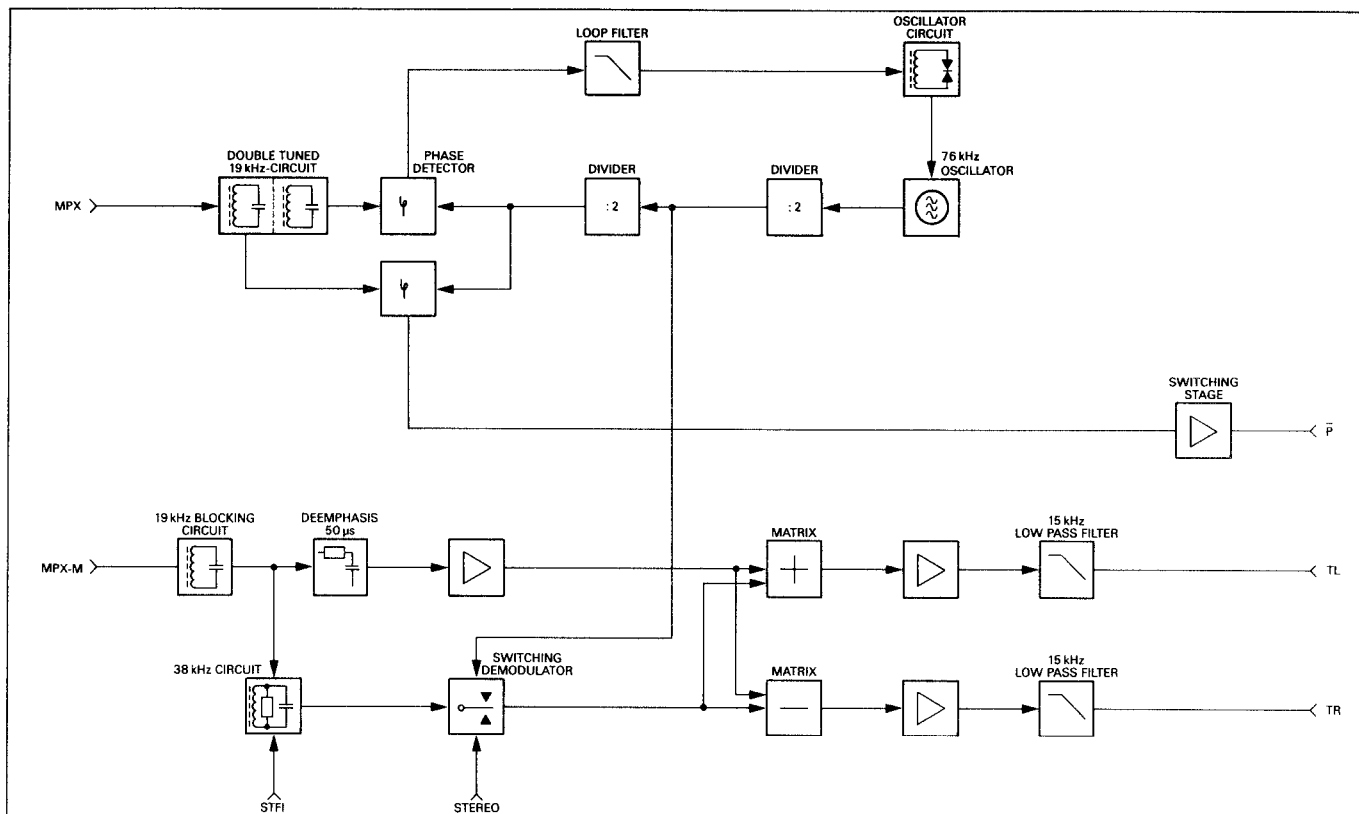 LOOP FILTER
OSCILLATOR
CIRCUIT
DOUBLE TUNED
19 kHz-CIRCUIT
PHASE
DETECTOR
DIVIDER
DIVIDER
76 kHz
OSCILLATOR
MPX
φ
: 2
: 2
φ
SWITCHING
STAGE
P̅
19 kHz BLOCKING
CIRCUIT
DEEMPHASIS
50 µs
MATRIX
15 kHz
LOW PASS FILTER
MPX-M
+
TL
38 kHz CIRCUIT
SWITCHING
DEMODULATOR
MATRIX
15 kHz
LOW PASS FILTER
—
TR
STFI
STEREO